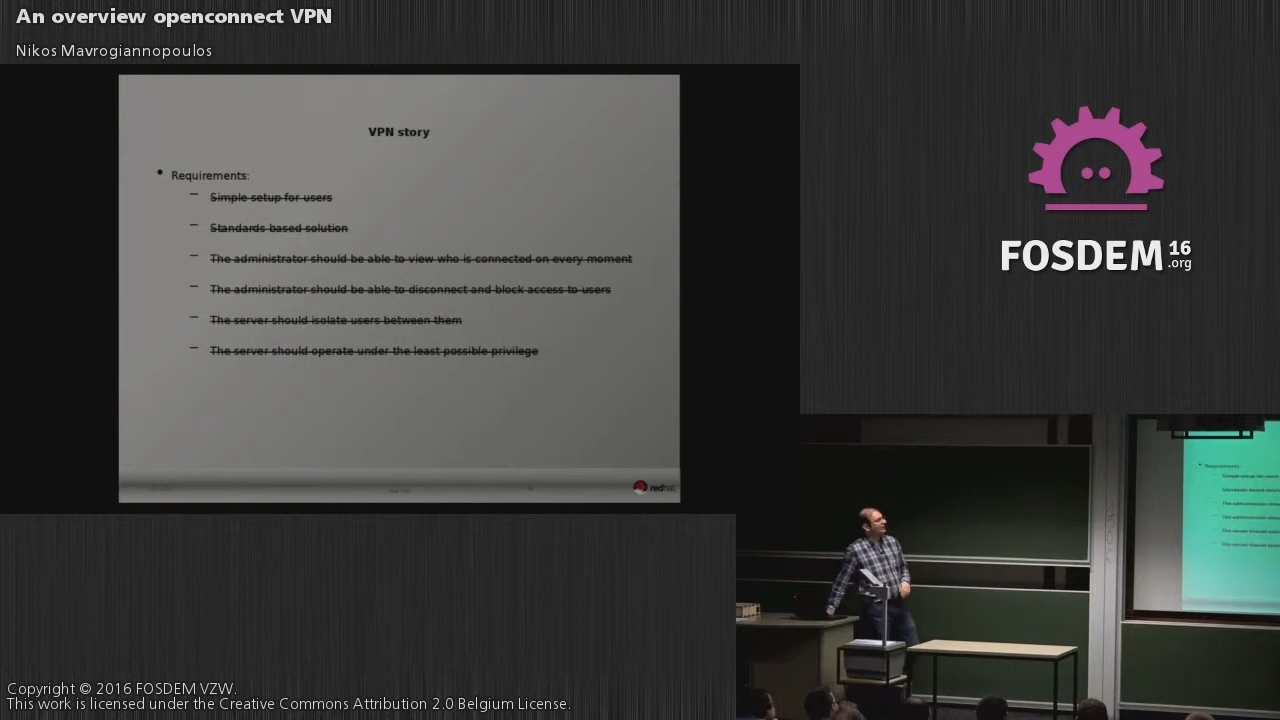 An overview openconnect VPN
Nikos Mavrogiannopoulos
VPN story
• Requirements:
– Simple setup for users
– Standards based solution
– The administrator should be able to view who is connected on every moment
– The administrator should be able to disconnect and block access to users
– The server should isolate users between them
– The server should operate under the least possible privilege
redhat
FOSDEM 16
.org
Requirements:
Copyright © 2016 FOSDEM VZW.
This work is licensed under the Creative Commons Attribution 2.0 Belgium License.